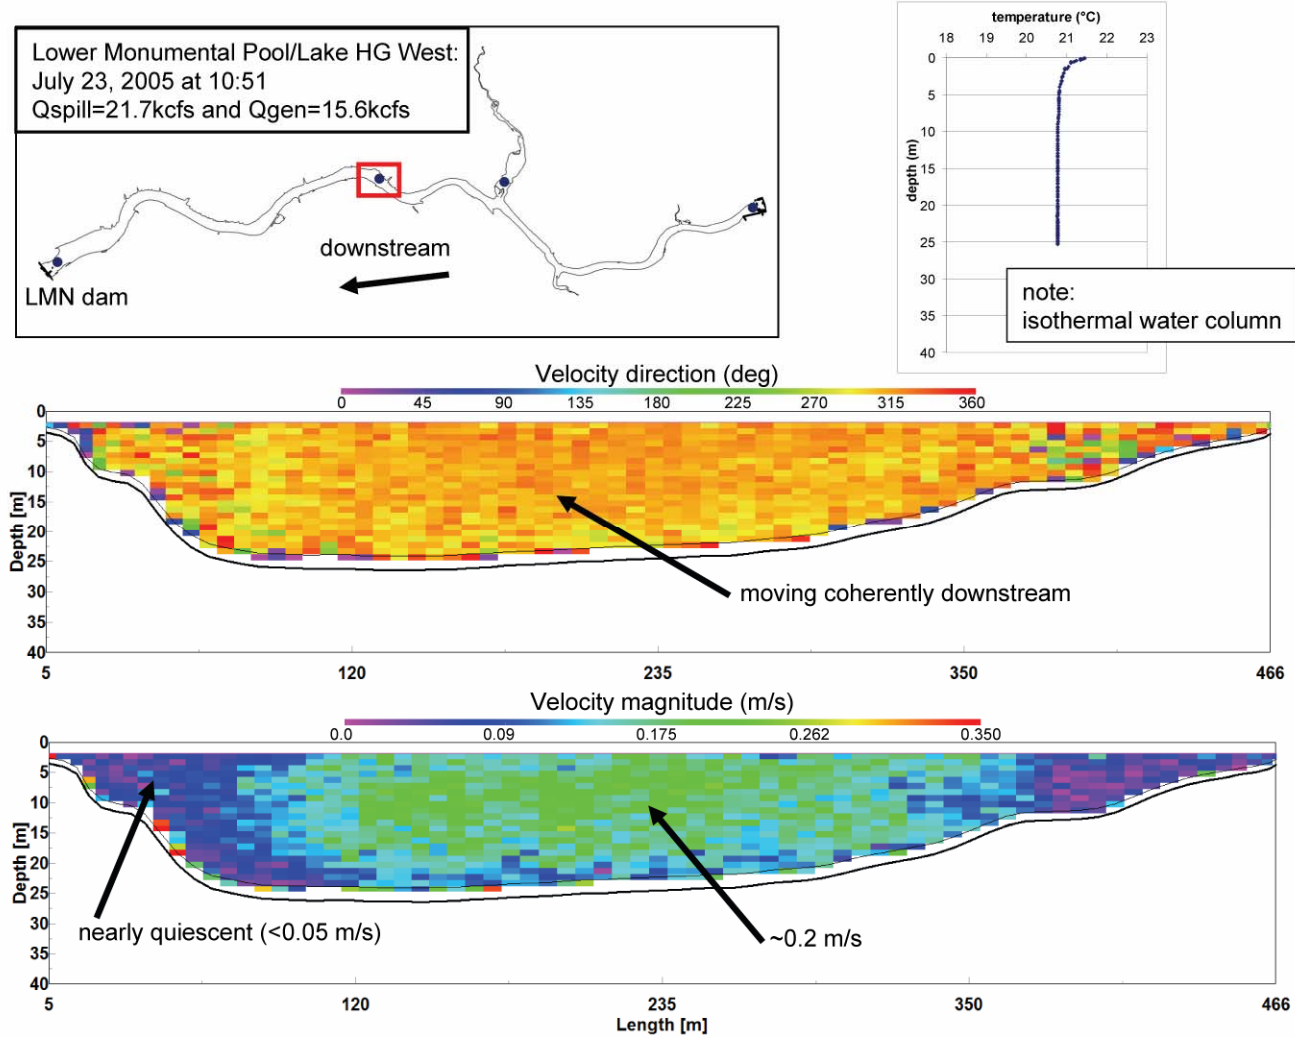 Lower Monumental Pool/Lake HG West:
July 23, 2005 at 10:51
Qspill=21.7kcfs and Qgen=15.6kcfs
downstream
LMN dam
temperature (°C)
18 19 20 21 22 23
depth (m)
0
5
10
15
20
25
30
35
40
note:
isothermal water column
Velocity direction (deg)
0 45 90 135 180 225 270 315 360
Depth [m]
0
5
10
15
20
25
30
35
40
moving coherently downstream
5 120 235 350 466
Velocity magnitude (m/s)
0.0 0.09 0.175 0.262 0.350
Depth [m]
0
5
10
15
20
25
30
35
40
nearly quiescent (<0.05 m/s)
~0.2 m/s
5 120 235 350 466
Length [m]